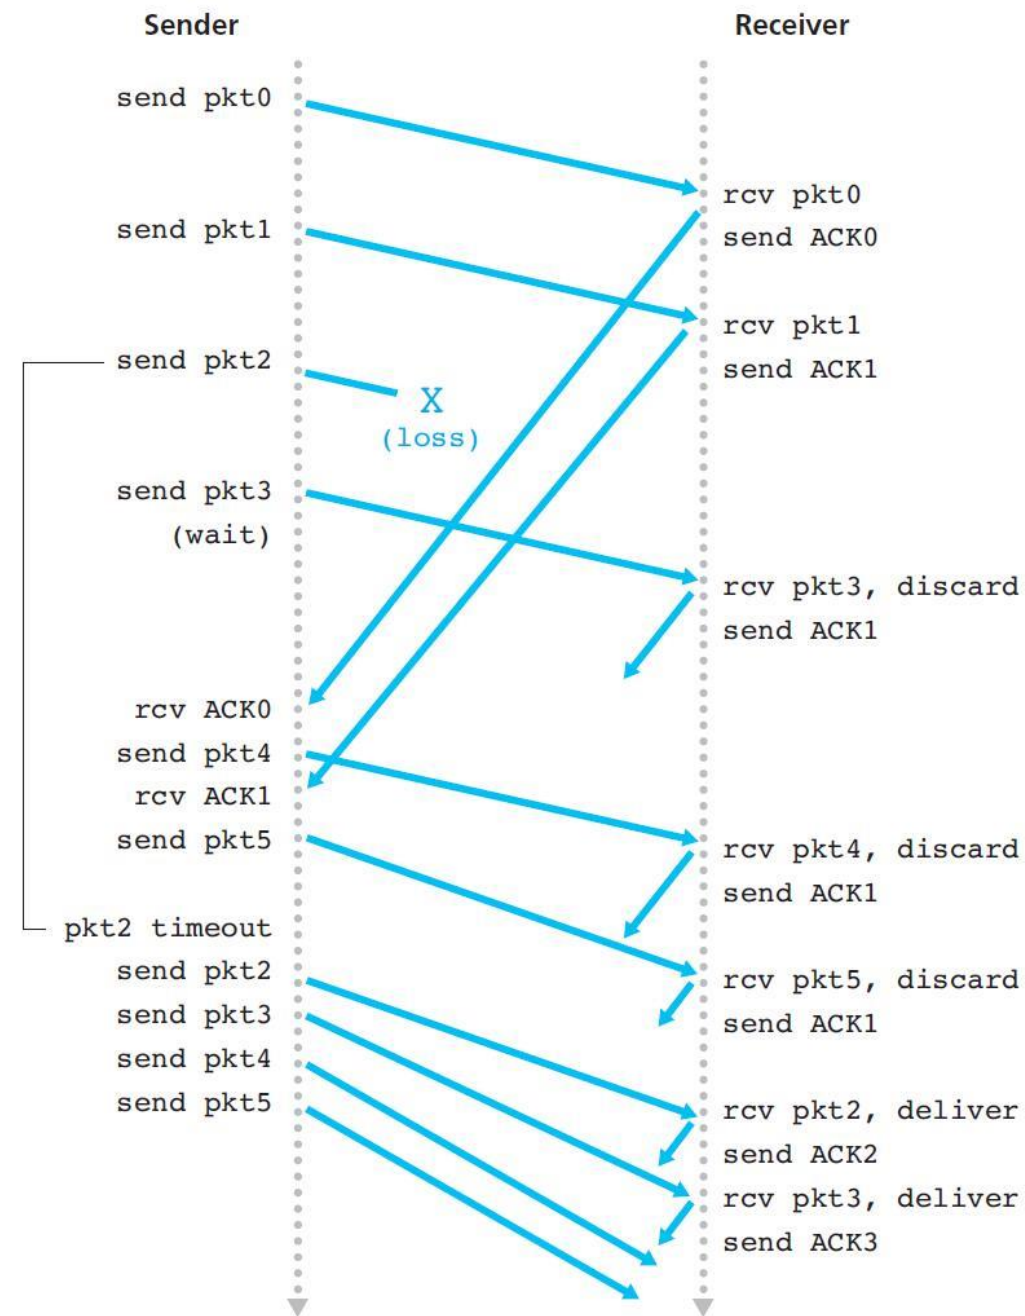 Sender
Receiver
send pkt0
rcv pkt0
send ACK0
send pkt1
rcv pkt1
send ACK1
send pkt2
X
(loss)
send pkt3
(wait)
rcv pkt3, discard
send ACK1
rcv ACK0
send pkt4
rcv ACK1
send pkt5
rcv pkt4, discard
send ACK1
pkt2 timeout
send pkt2
send pkt3
send pkt4
send pkt5
rcv pkt5, discard
send ACK1
rcv pkt2, deliver
send ACK2
rcv pkt3, deliver
send ACK3